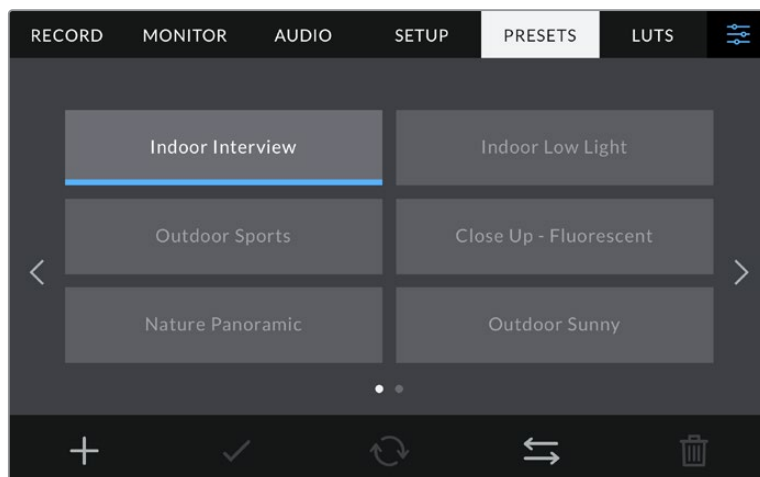 RECORD MONITOR AUDIO SETUP PRESETS LUTS
Indoor Interview Indoor Low Light
Outdoor Sports Close Up - Fluorescent
Nature Panoramic Outdoor Sunny